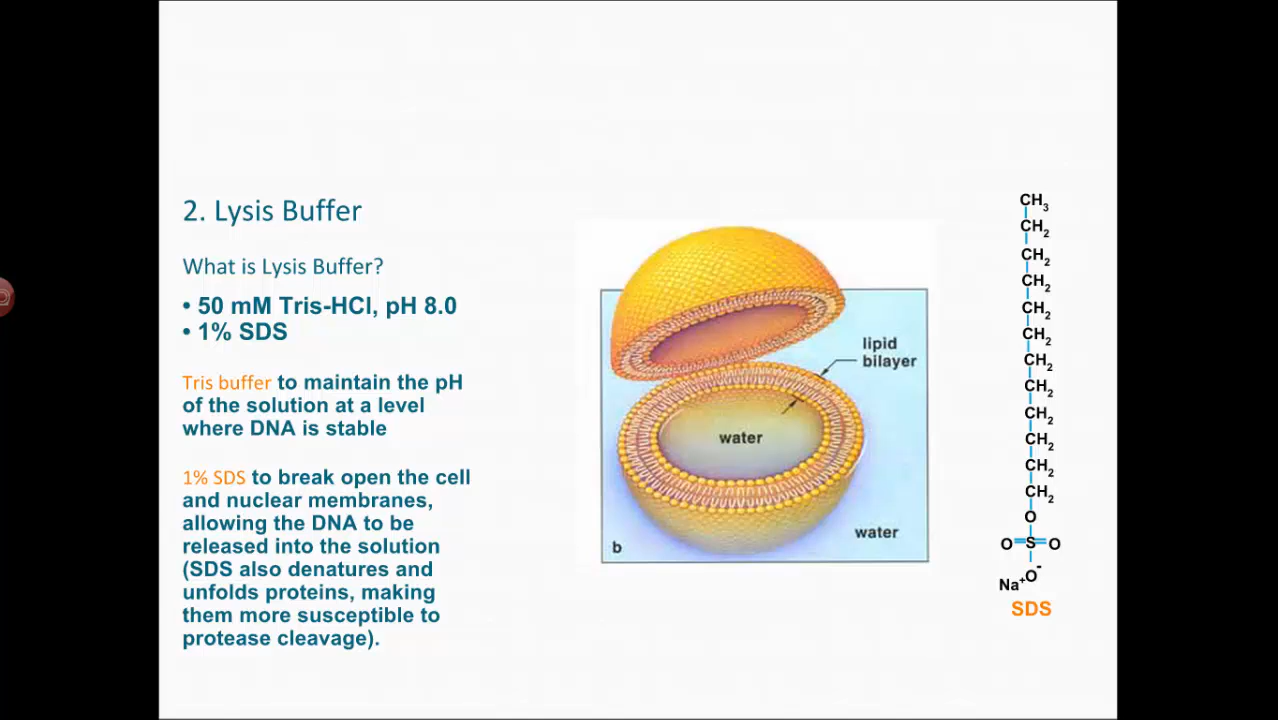 2. Lysis Buffer
What is Lysis Buffer?
• 50 mM Tris-HCl, pH 8.0
• 1% SDS
Tris buffer to maintain the pH
of the solution at a level
where DNA is stable
1% SDS to break open the cell
and nuclear membranes,
allowing the DNA to be
released into the solution
(SDS also denatures and
unfolds proteins, making
them more susceptible to
protease cleavage).
lipid
bilayer
water
water
b
CH3
CH2
CH2
CH2
CH2
CH2
CH2
CH2
CH2
CH2
CH2
CH2
O
O=S=O
Na+O-
SDS